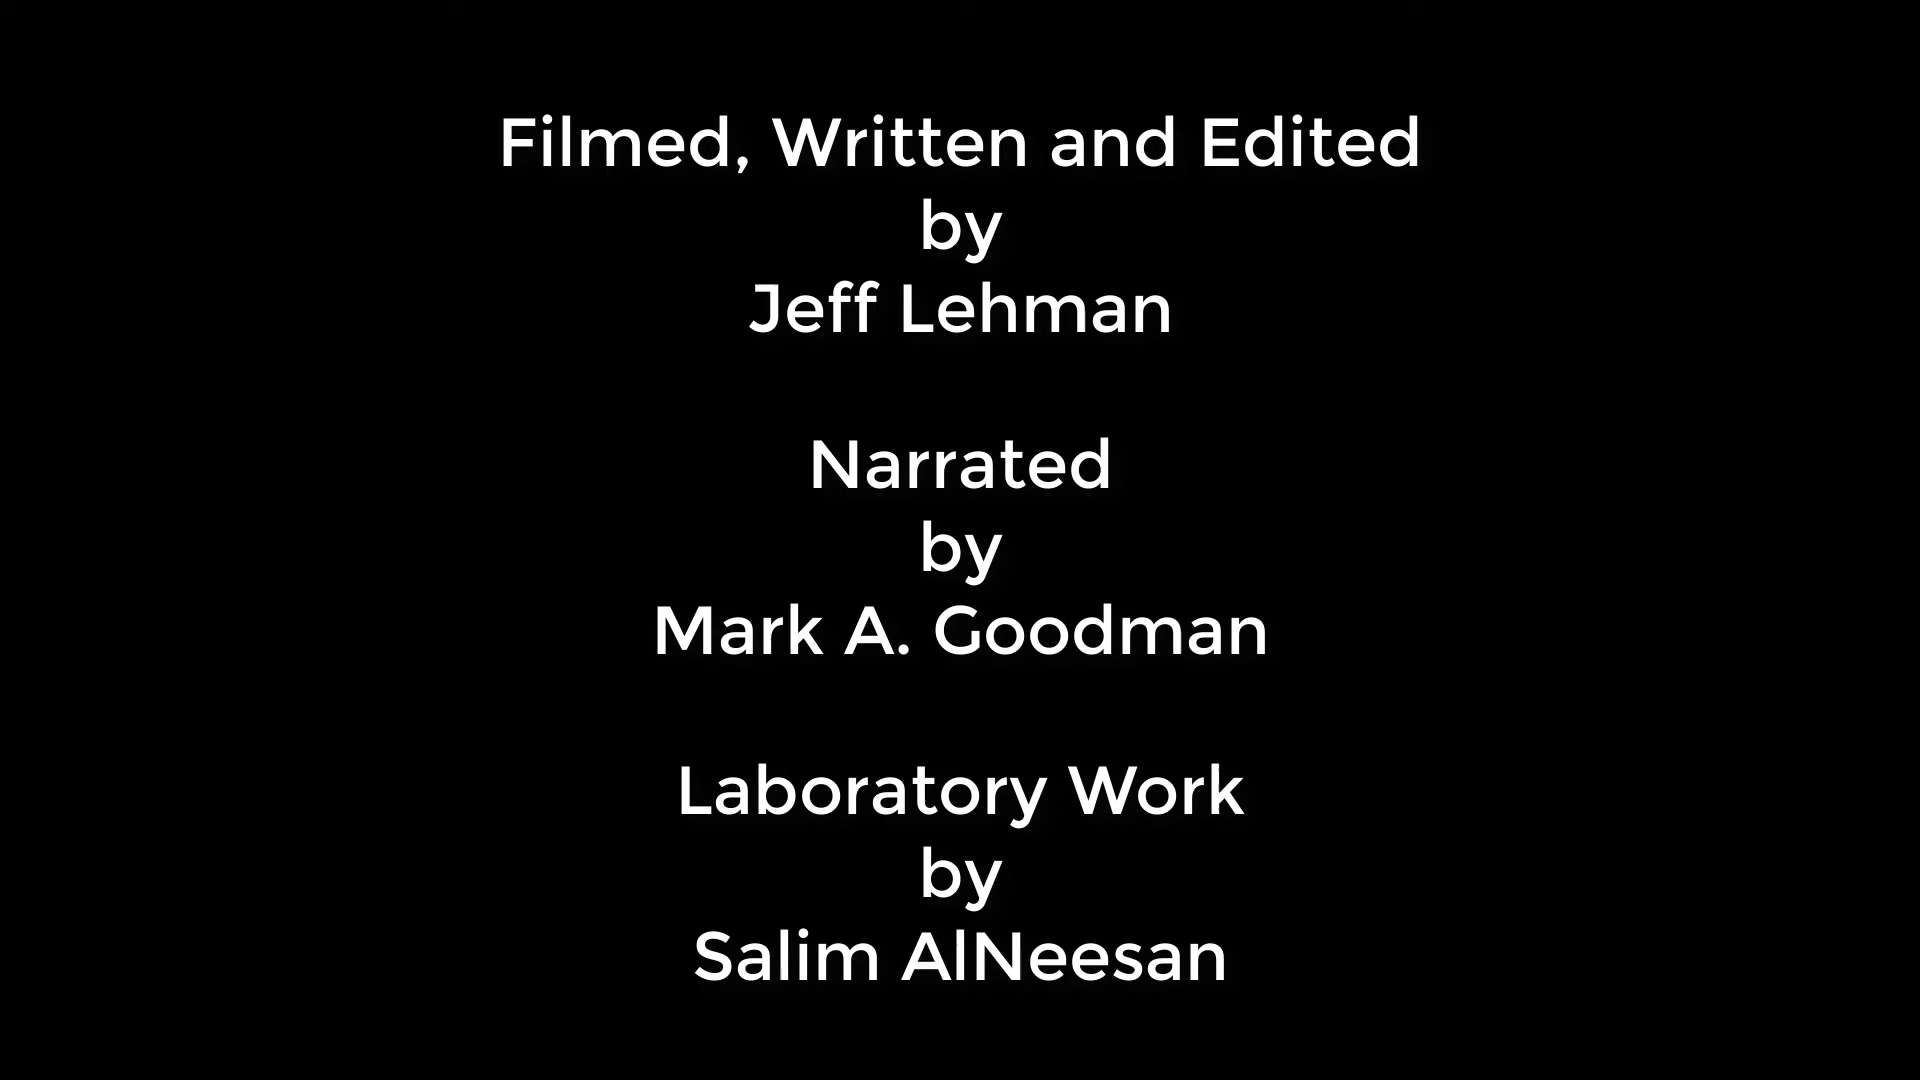 Filmed, Written and Edited
by
Jeff Lehman
Narrated
by
Mark A. Goodman
Laboratory Work
by
Salim AlNeesan